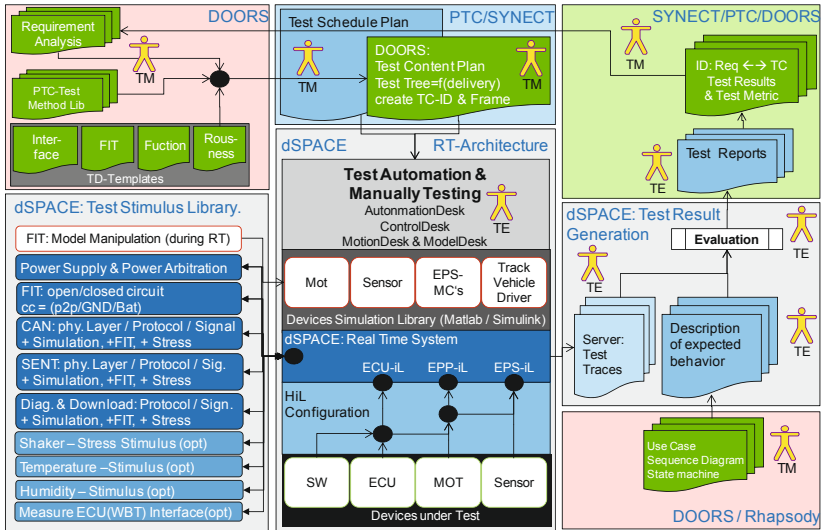 DOORS
Requirement
Analysis
TM
PTC-Test
Method Lib
Inter-
face
FIT
Fuction
Rous-
ness
TD-Templates
PTC/SYNECT
Test Schedule Plan
TM
DOORS:
Test Content Plan
Test Tree=f(delivery)
create TC-ID & Frame
TM
SYNECT/PTC/DOORS
TM
ID: Req ←→ TC
Test Results
& Test Metric
TE
Test Reports
dSPACE: Test Stimulus Library.
FIT: Model Manipulation (during RT)
Power Supply & Power Arbitration
FIT: open/closed circuit
cc = (p2p/GND/Bat)
CAN: phy. Layer / Protocol / Signal
+ Simulation, +FIT, + Stress
SENT: phy. Layer / Protocol / Sig.
+ Simulation, +FIT, + Stress
Diag. & Download: Protocol / Sign.
+ Simulation, +FIT, + Stress
Shaker – Stress Stimulus (opt)
Temperature –Stimulus (opt)
Humidity – Stimulus (opt)
Measure ECU(WBT) Interface(opt)
dSPACE
RT-Architecture
Test Automation &
Manually Testing
AutomnationDesk
ControlDesk
MotionDesk & ModelDesk
TE
Mot
Sensor
EPS-
MC's
Track
Vehicle
Driver
Devices Simulation Library (Matlab / Simulink)
dSPACE: Real Time System
ECU-iL
EPP-iL
EPS-iL
HiL
Configuration
SW
ECU
MOT
Sensor
Devices under Test
dSPACE: Test Result
Generation
Evaluation
TE
TE
Server:
Test
Traces
Description
of expected
behavior
TE
Use Case
Sequence Diagram
State machine
TM
DOORS / Rhapsody